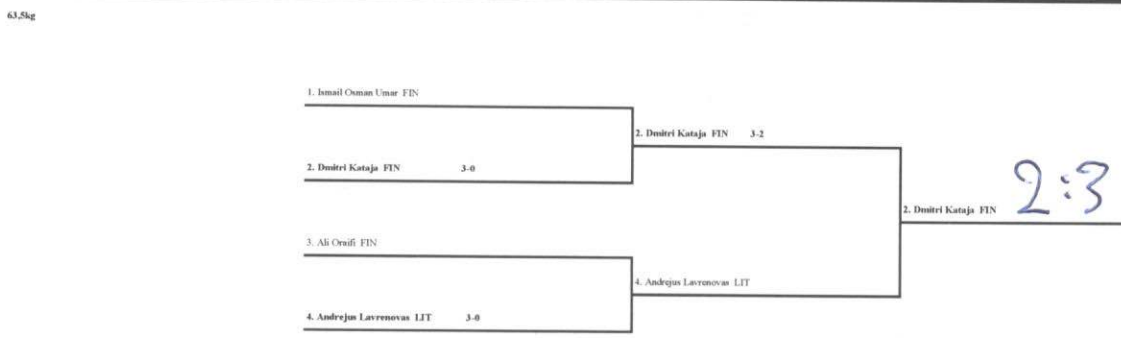 63,5kg
1. Ismail Osman Umar FIN
2. Dmitri Kataja FIN 3-2
2. Dmitri Kataja FIN 3-0
2. Dmitri Kataja FIN 2:3
3. Ali Oraifi FIN
4. Andrejus Lavrenovas LIT
4. Andrejus Lavrenovas LIT 3-0